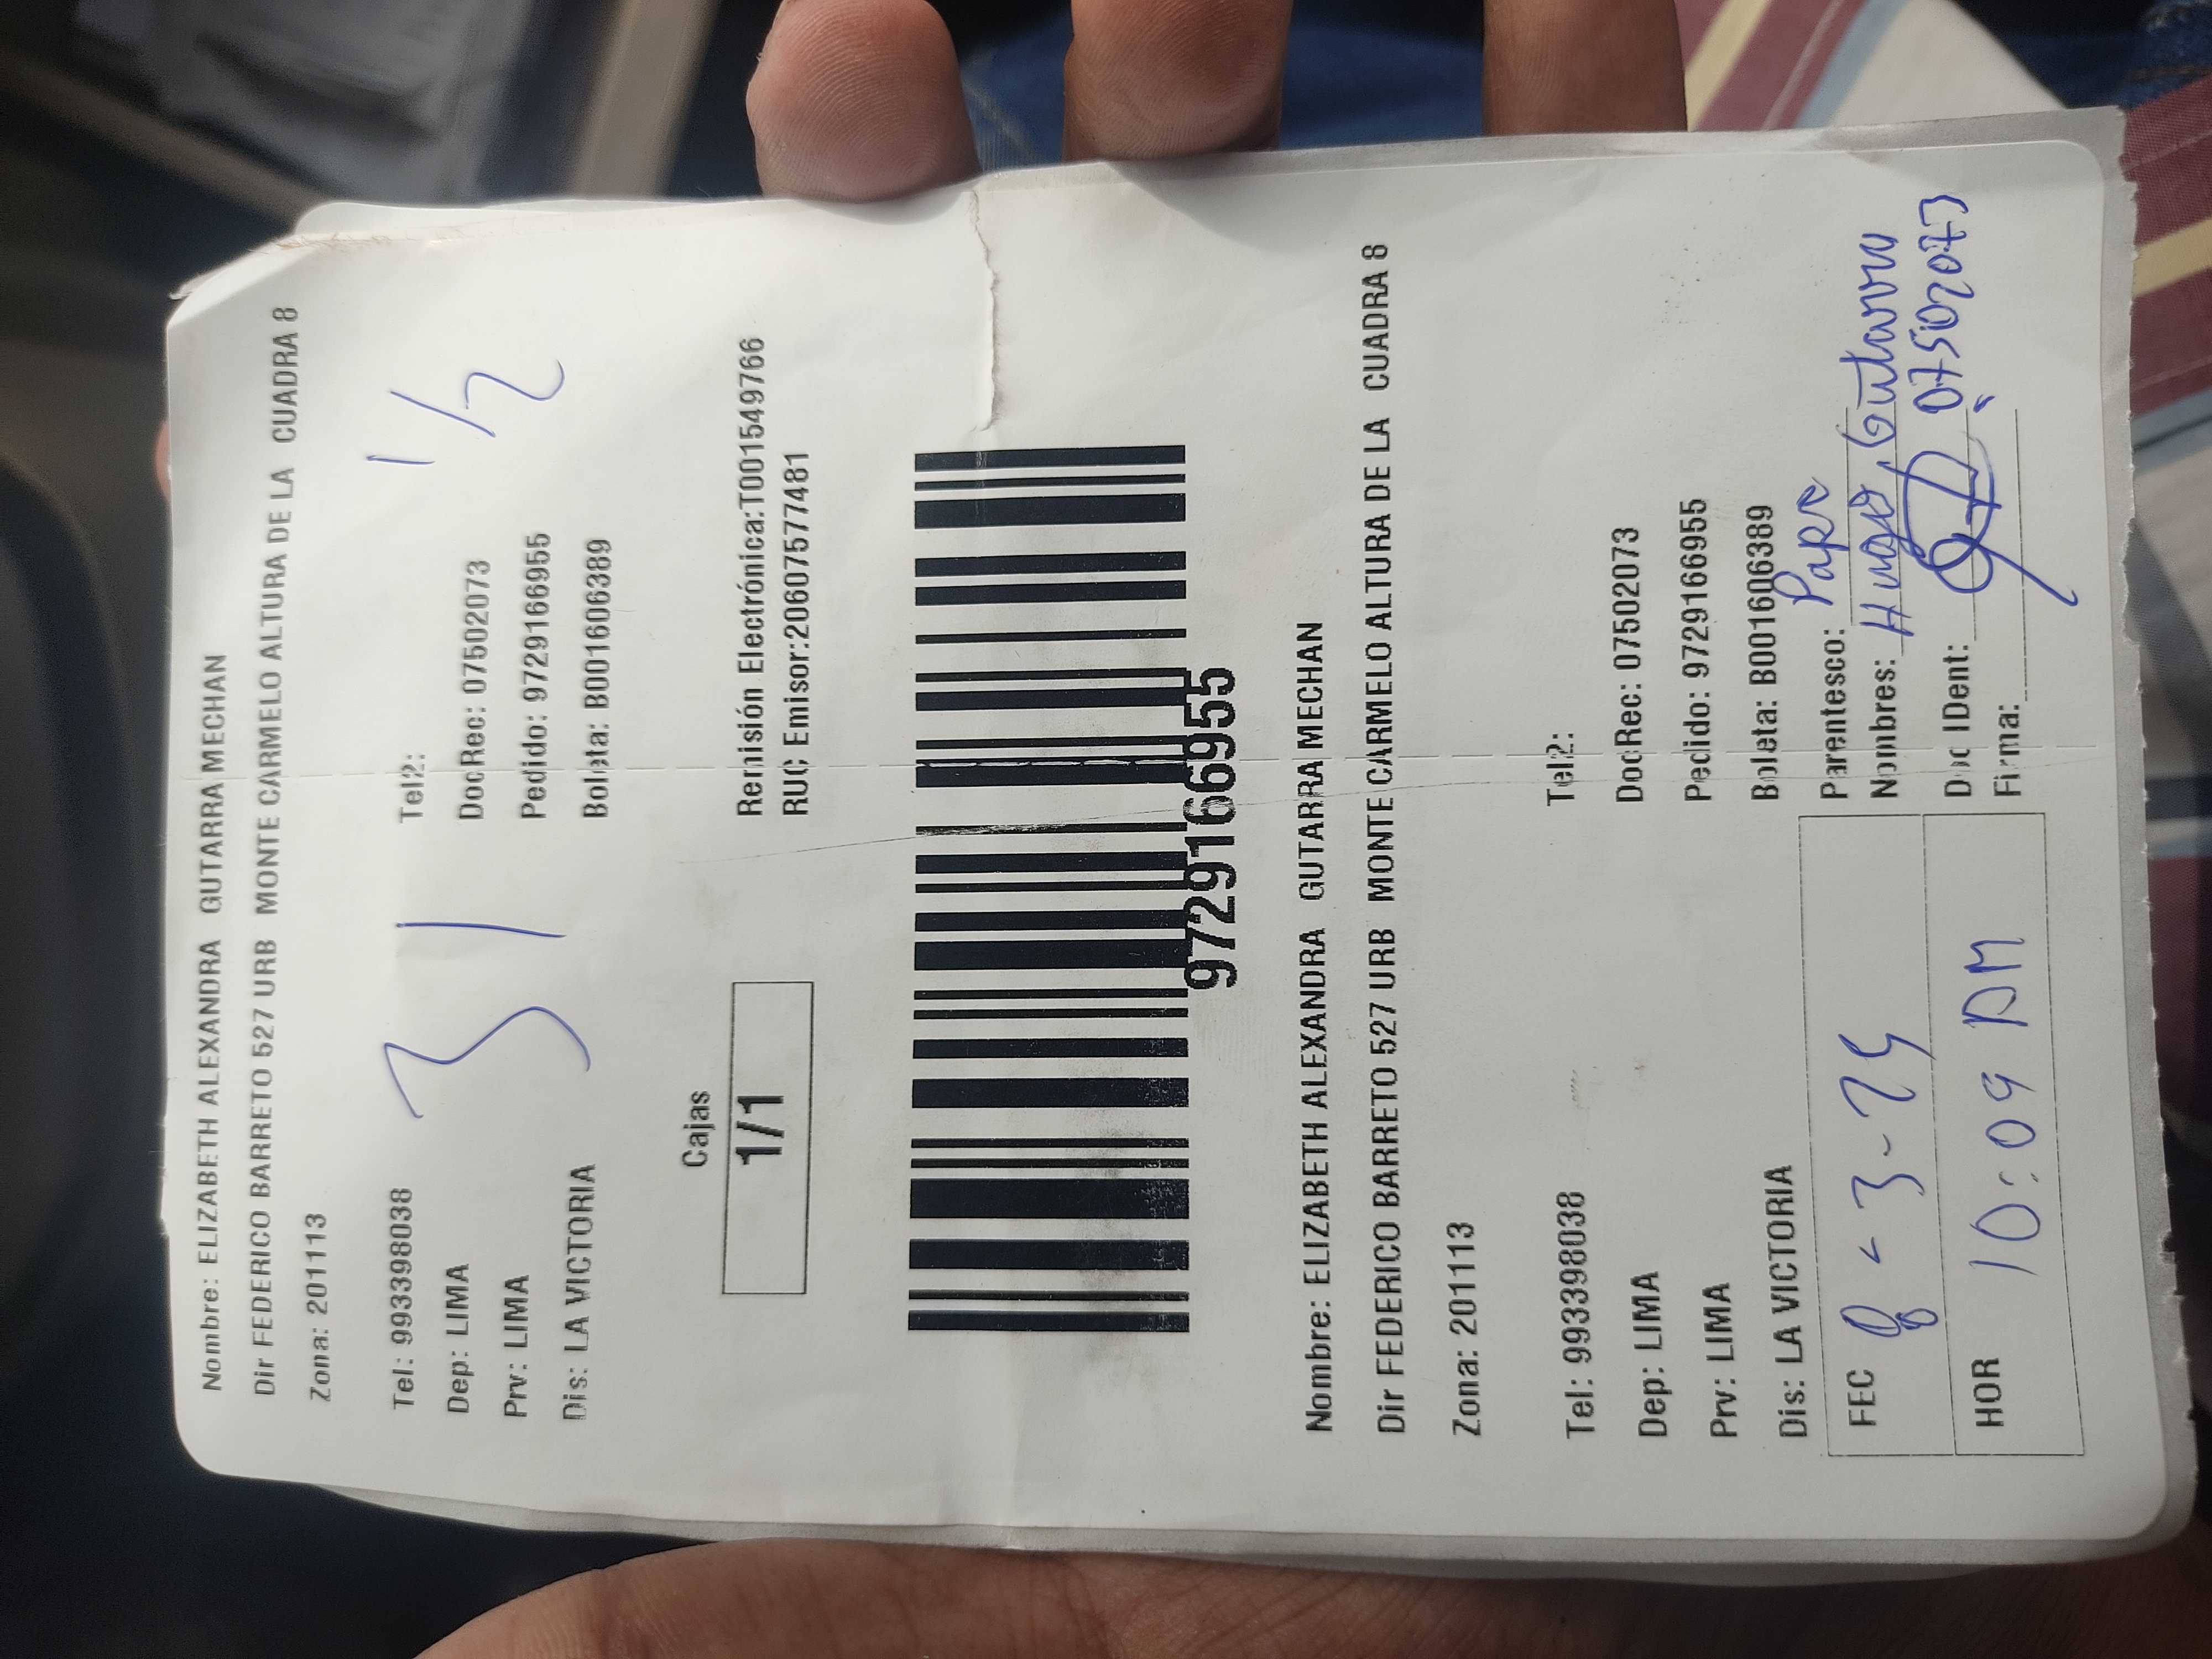 Nombre: ELIZABETH ALEXANDRA GUTARRA MECHAN
Dir FEDERICO BARRETO 527 URB MONTE CARMELO ALTURA DE LA CUADRA 8
Zona: 201113
Tel: 993398038 Tel2:
Dep: LIMA DocRec: 07502073
Prv: LIMA Pedido: 9729166955
Dis: LA VICTORIA Boleta: B001606389
31
Cajas
1/1
Remisión Electrónica:T001549766
RUC Emisor:20607577481
9729166955
Nombre: ELIZABETH ALEXANDRA GUTARRA MECHAN
Dir FEDERICO BARRETO 527 URB MONTE CARMELO ALTURA DE LA CUADRA 8
Zona: 201113
Tel: 993398038 Tel2:
Dep: LIMA DocRec: 07502073
Prv: LIMA Pedido: 9729166955
Dis: LA VICTORIA Boleta: B001606389
FEC 8-3-24
HOR 10:09 AM
Parentesco: Papa
Nombres: Hugo Gutarra
Doc IDent: 07502073
Firma: